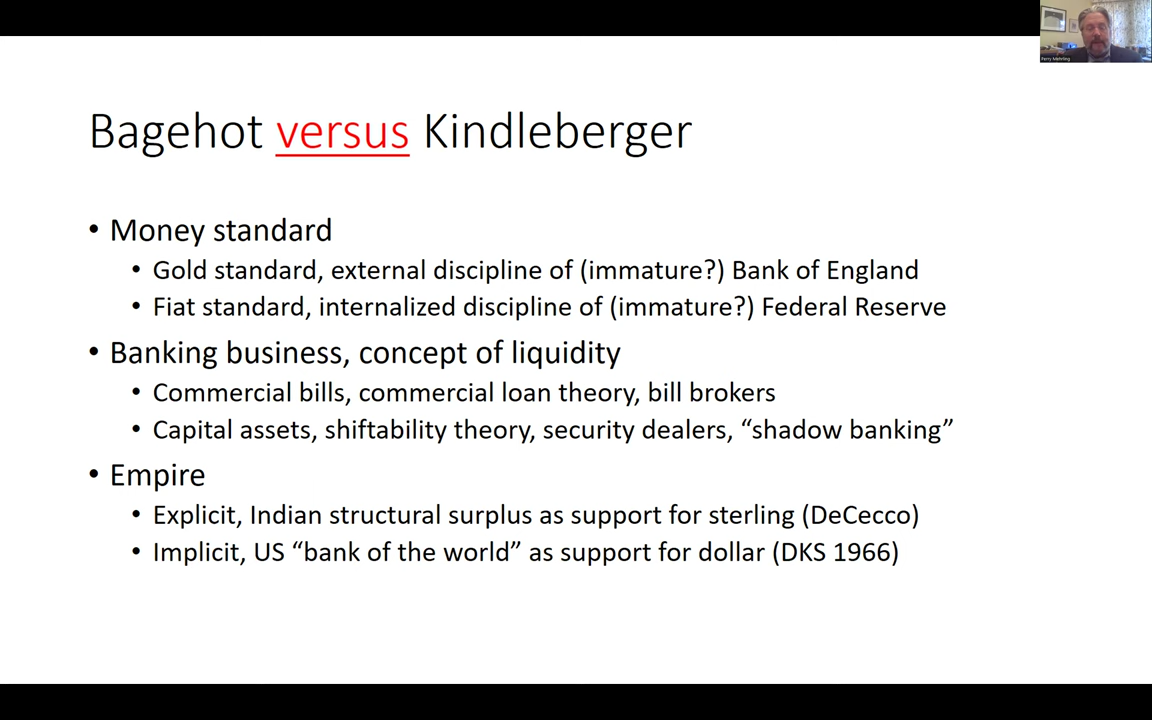 Perry Mehrling
Bagehot versus Kindleberger
• Money standard
• Gold standard, external discipline of (immature?) Bank of England
• Fiat standard, internalized discipline of (immature?) Federal Reserve
• Banking business, concept of liquidity
• Commercial bills, commercial loan theory, bill brokers
• Capital assets, shiftability theory, security dealers, “shadow banking”
• Empire
• Explicit, Indian structural surplus as support for sterling (DeCecco)
• Implicit, US “bank of the world” as support for dollar (DKS 1966)